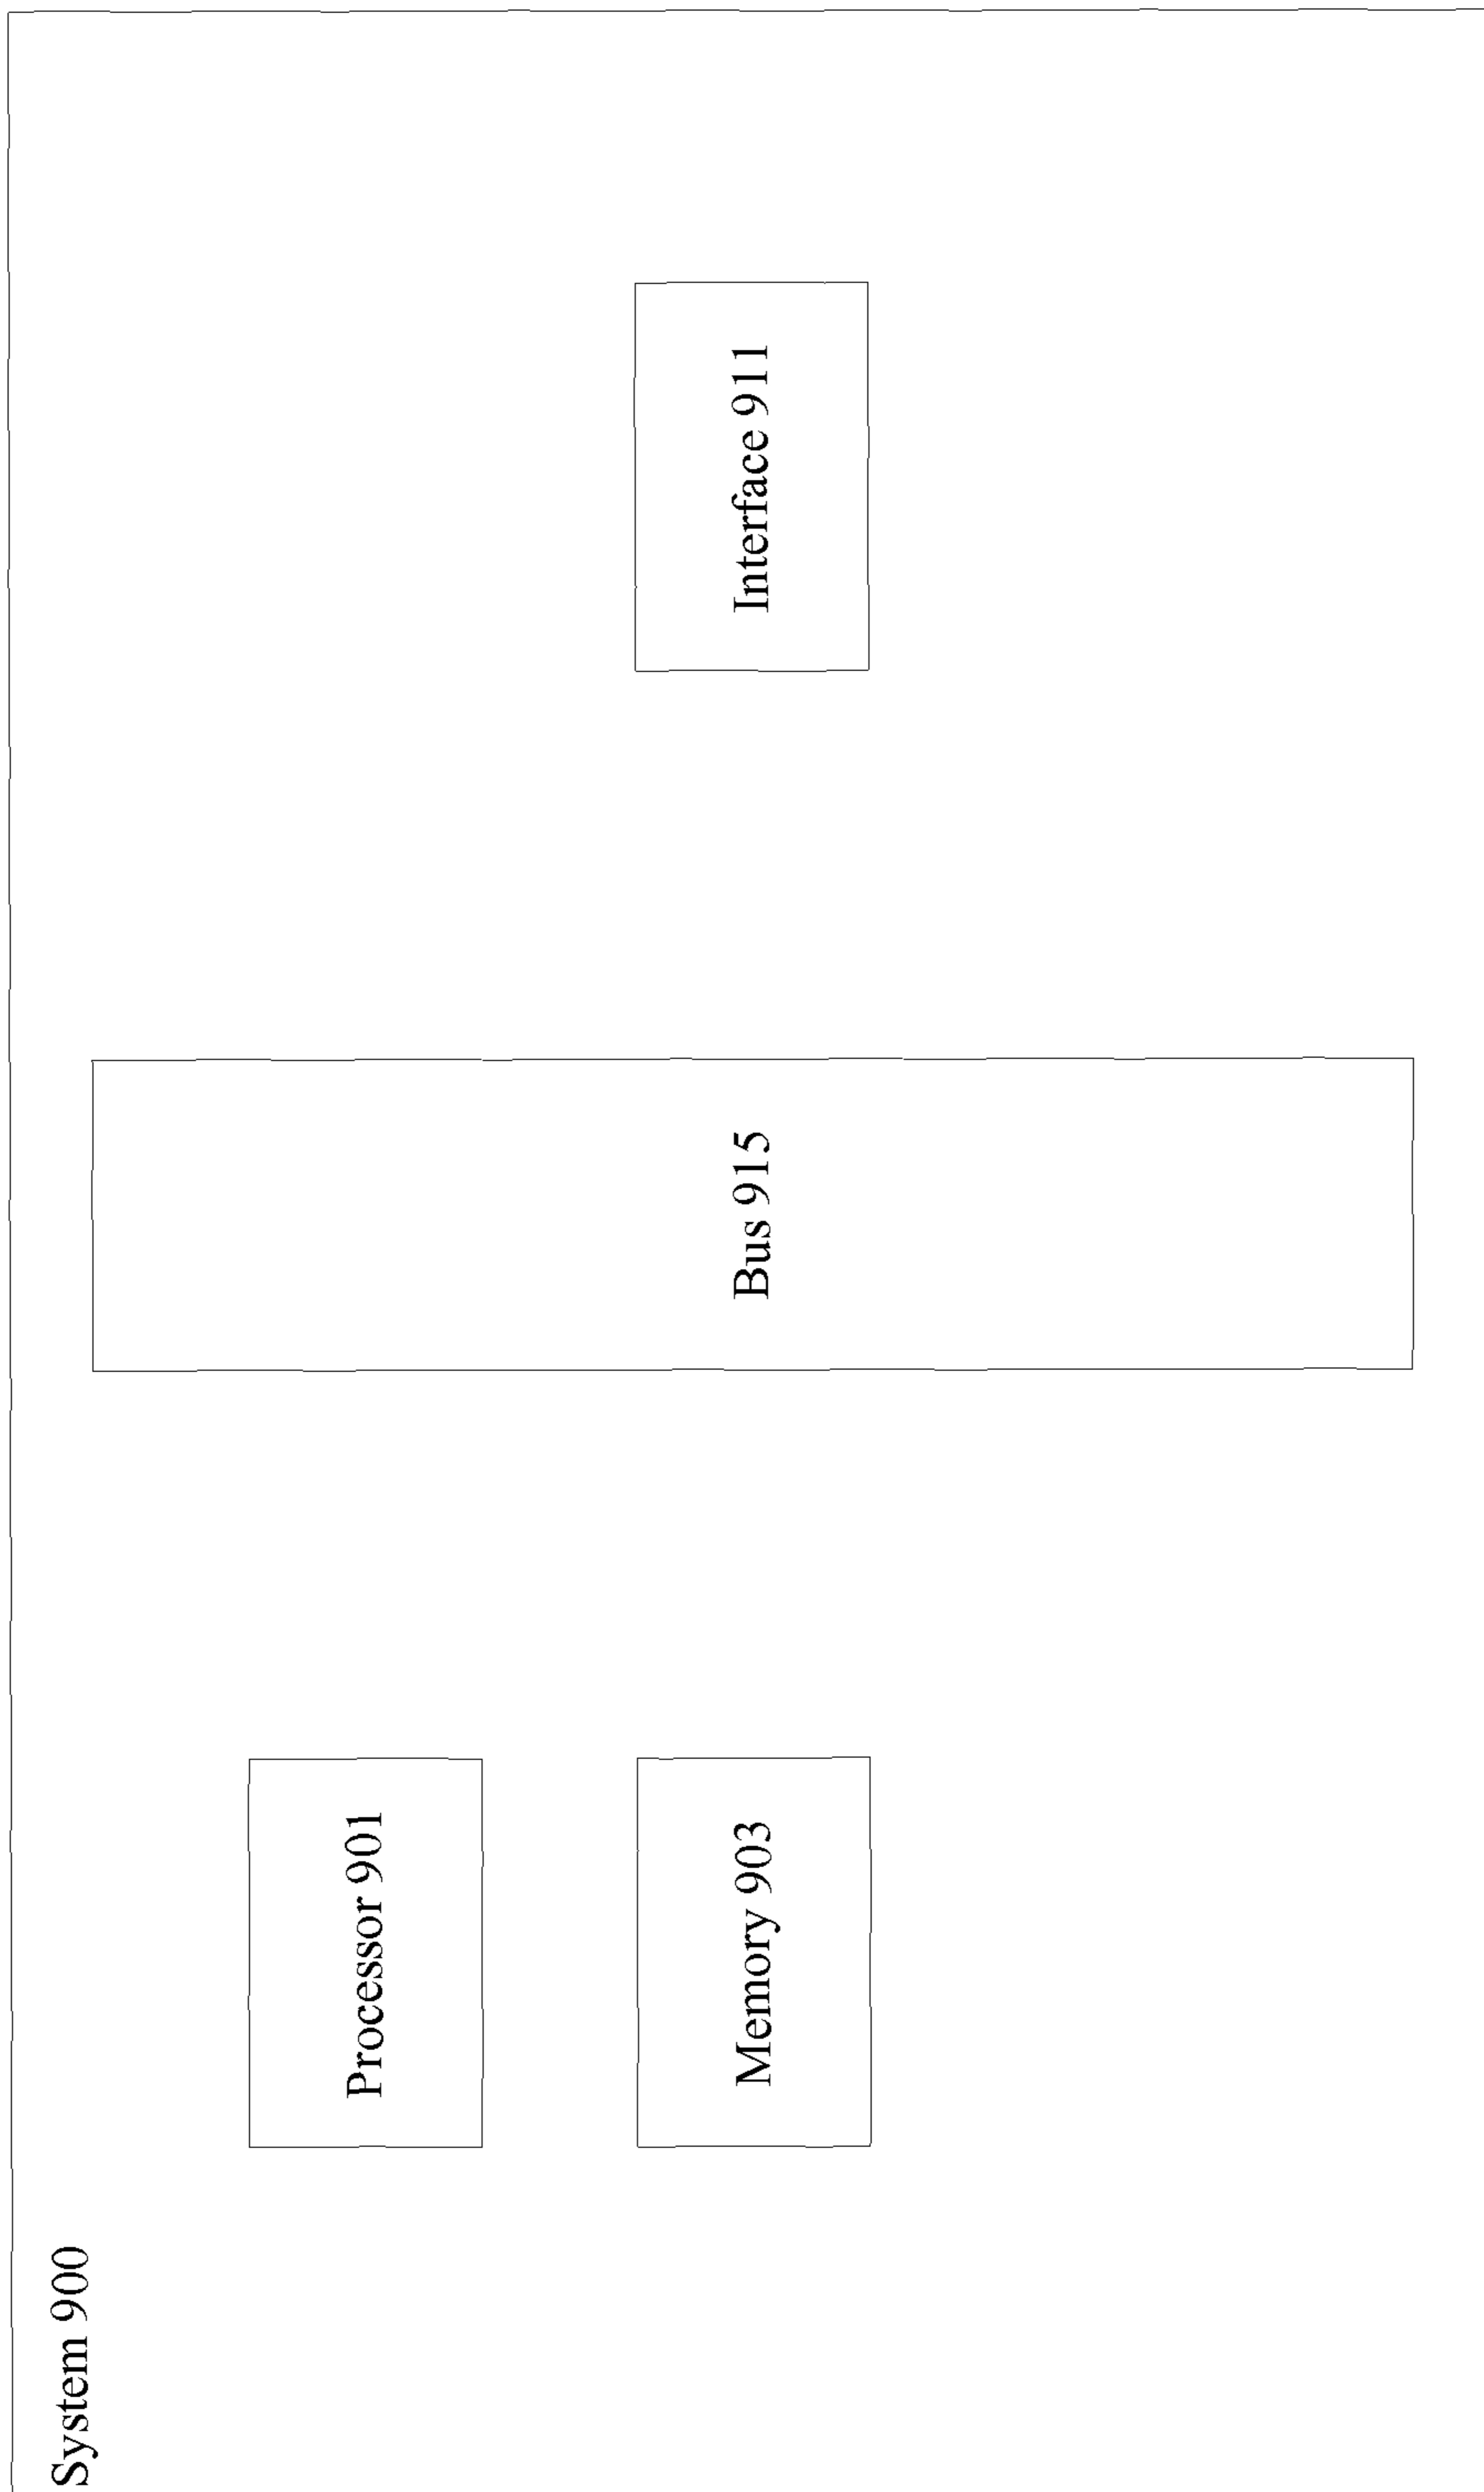 System 900
Processor 901
Memory 903
Bus 915
Interface 911